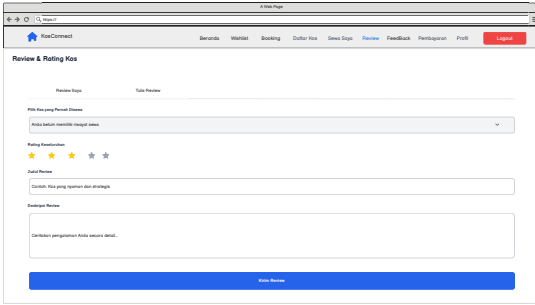 A Web Page
https://
KosConnect
Beranda Wishlist Booking Daftar Kos Sewa Saya Review FeedBack Pembayaran Profil Logout
Review & Rating Kos
Review Saya Tulis Review
Pilih Kos yang Pernah Disewa
Anda belum memiliki riwayat sewa
Rating Keseluruhan
Judul Review
Contoh: Kos yang nyaman dan strategis
Deskripsi Review
Ceritakan pengalaman Anda secara detail..
Kirim Review